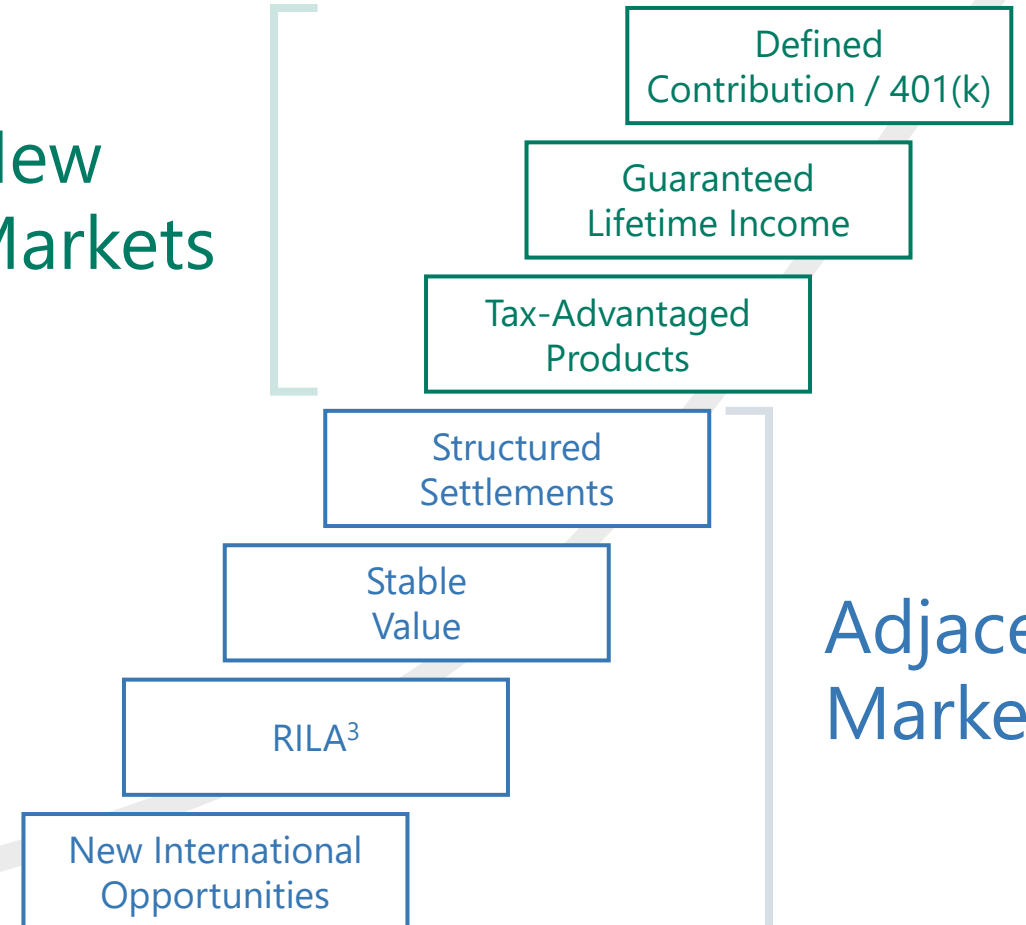 Defined
Contribution / 401(k)
New
Markets
Guaranteed
Lifetime Income
Tax-Advantaged
Products
Structured
Settlements
Stable
Value
Adjace
Marke
RILA³
New International
Opportunities